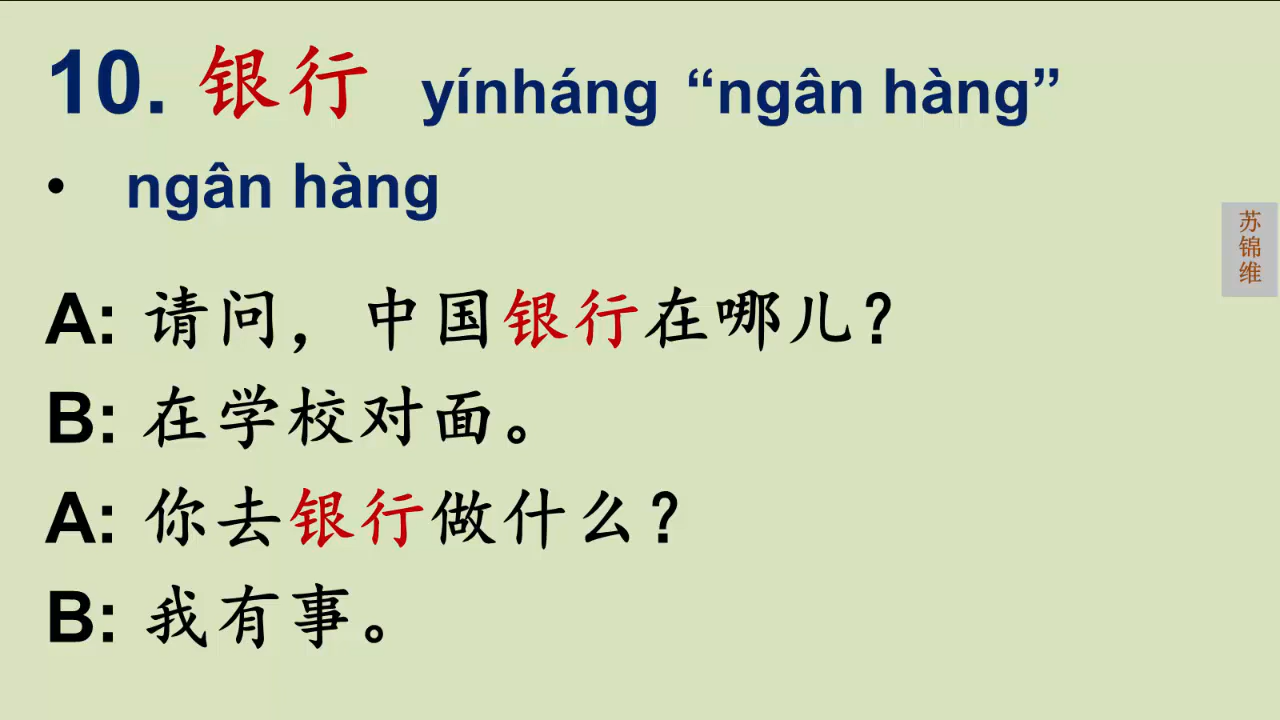 10. 银行 yínháng “ngân hàng”
• ngân hàng
苏锦维
A: 请问，中国银行在哪儿？
B: 在学校对面。
A: 你去银行做什么？
B: 我有事。